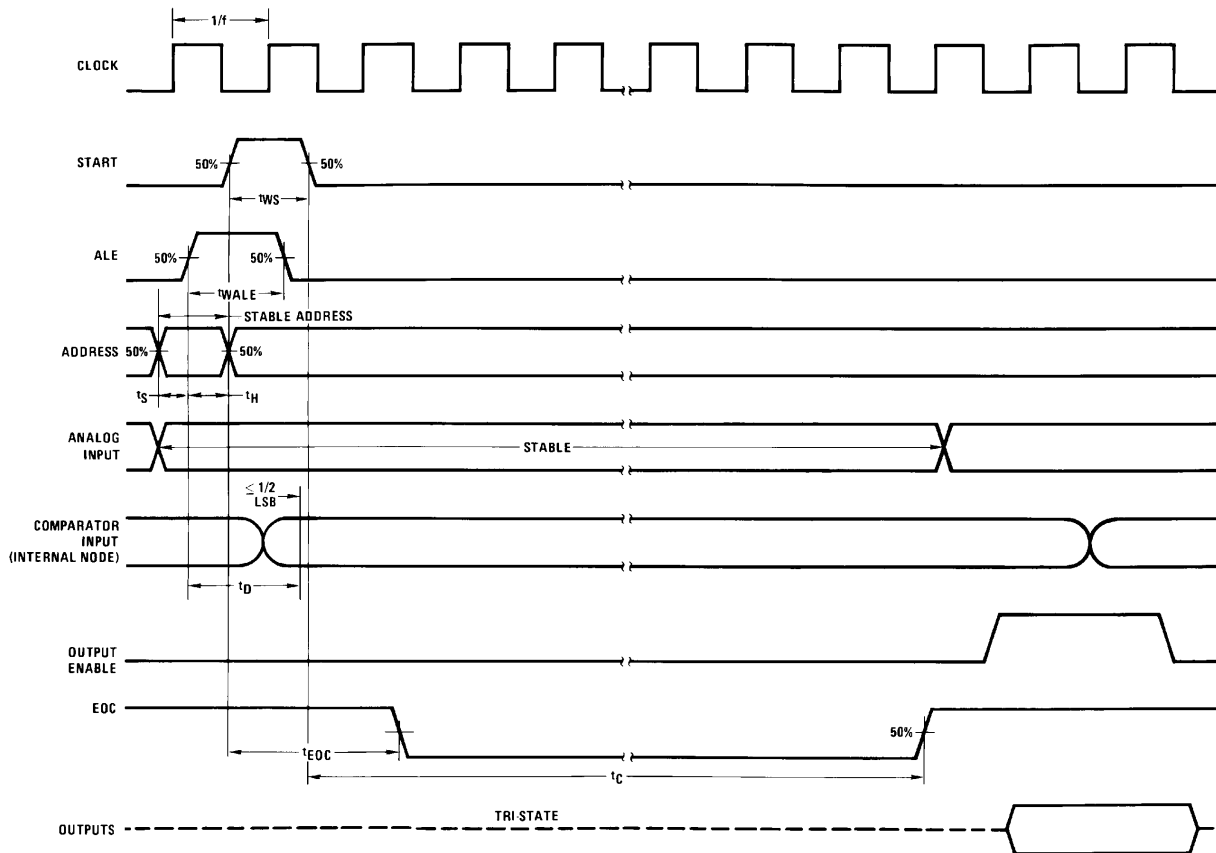 1/f
CLOCK
START
50%
50%
tWS
ALE
50%
50%
tWALE
STABLE ADDRESS
ADDRESS
50%
50%
tS
tH
ANALOG
INPUT
STABLE
≤ 1/2
LSB
COMPARATOR
INPUT
(INTERNAL NODE)
tD
OUTPUT
ENABLE
EOC
50%
tEOC
tC
TRI-STATE
OUTPUTS